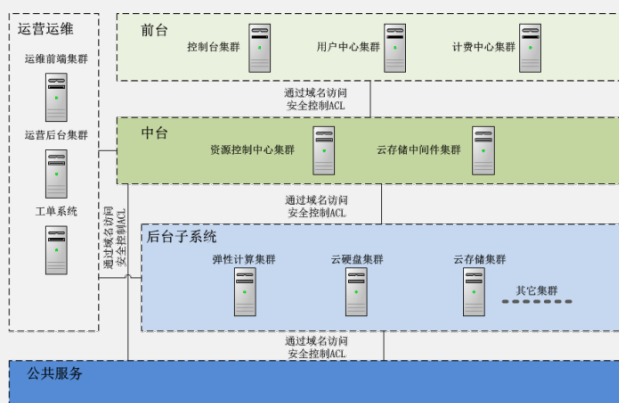 运营运维
运维前端集群
运营后台集群
工单系统
前台
控制台集群
用户中心集群
计费中心集群
通过域名访问
安全控制ACL
中台
资源控制中心集群
云存储中间件集群
通过域名访问
安全控制ACL
通过域名访问
安全控制ACL
后台子系统
弹性计算集群
云硬盘集群
云存储集群
其它集群
通过域名访问
安全控制ACL
公共服务